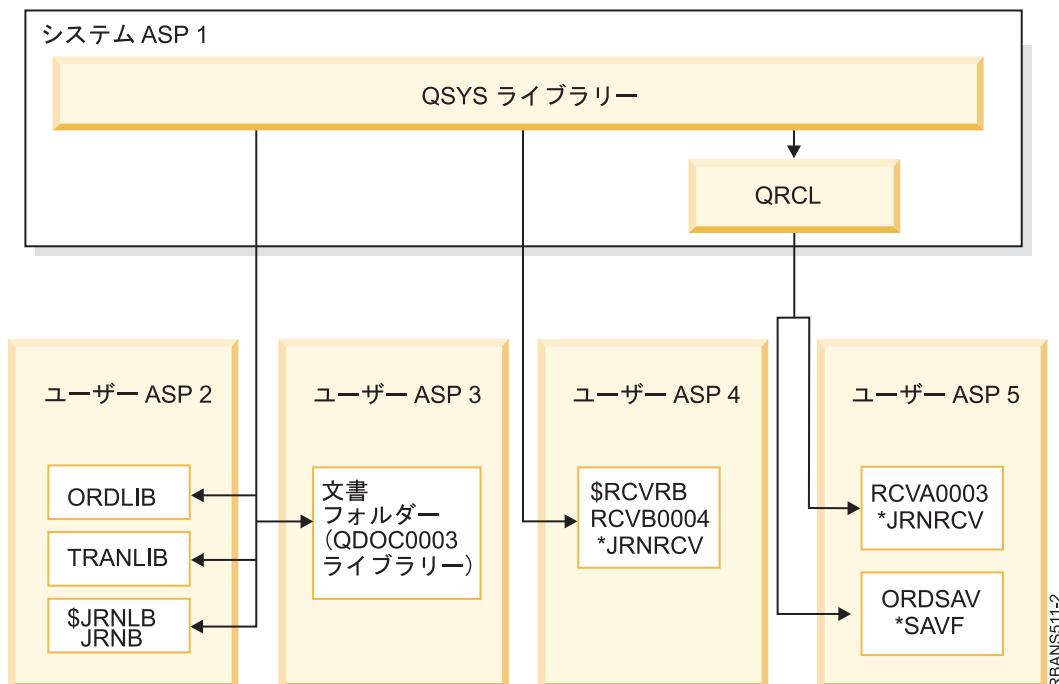 システム ASP 1
QSYS ライブラリー
QRCL
ユーザー ASP 2
ORDLIB
TRANLIB
$JRNLB
JRNB
ユーザー ASP 3
文書
フォルダー
(QDOC0003
ライブラリー)
ユーザー ASP 4
$RCVRB
RCVB0004
*JRNRCV
ユーザー ASP 5
RCVA0003
*JRNRCV
ORDSAV
*SAVF
RBANS511-2